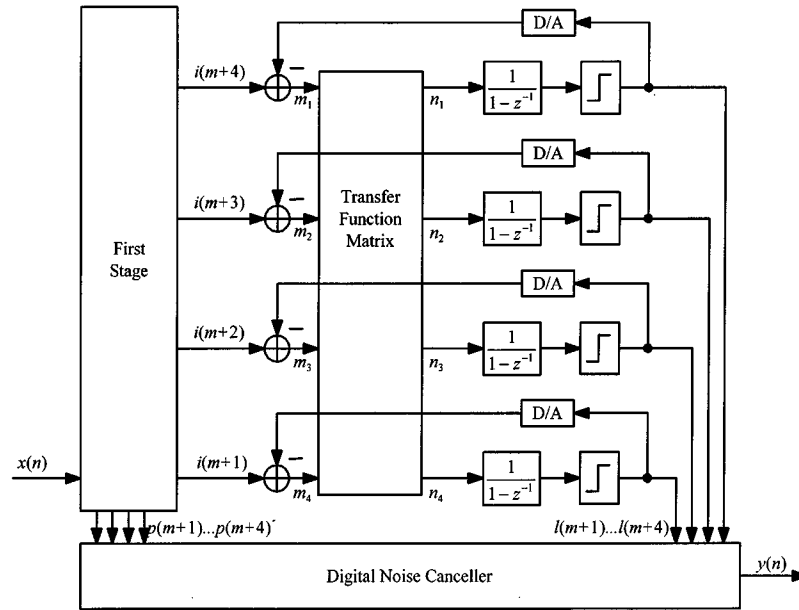 D/A
i(m+4)
−
m₁
n₁
1
1 − z⁻¹
D/A
i(m+3)
−
m₂
Transfer
Function
Matrix
n₂
1
1 − z⁻¹
First
Stage
D/A
i(m+2)
−
m₃
n₃
1
1 − z⁻¹
D/A
x(n)
i(m+1)
−
m₄
n₄
1
1 − z⁻¹
p(m+1)...p(m+4)
l(m+1)...l(m+4)
Digital Noise Canceller
y(n)